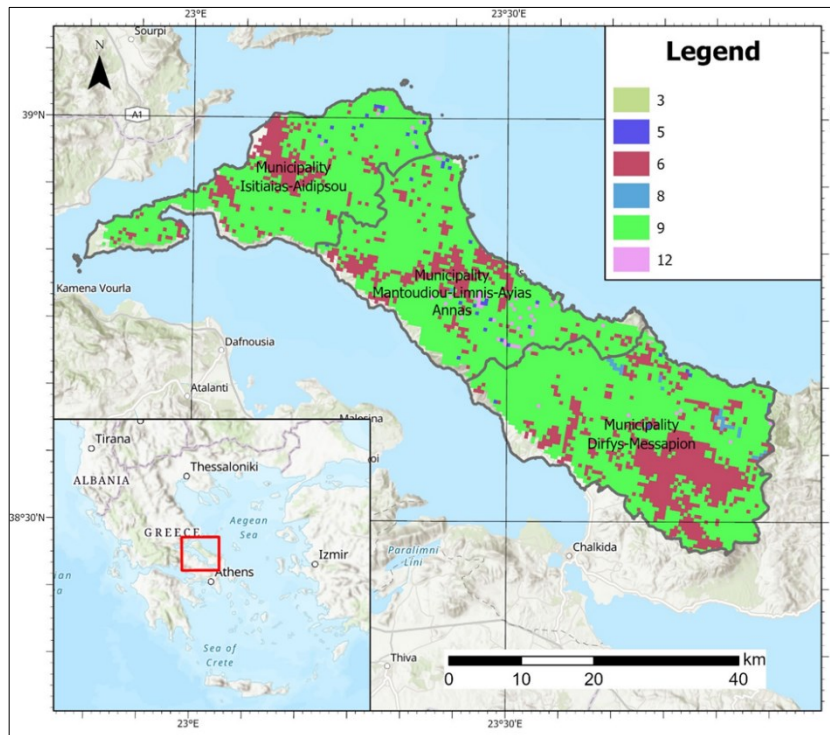 23°E
23°30'E
Sourpi
N
A1
39°N
Legend
3
5
6
8
9
12
Municipality
Isitiaias-Aidipsou
Kamena Vourla
Municipality
Mantoudiou-Limnis-Ayias
Annas
Dafnousia
Atalanti
Malesina
Municipality
Dirfys-Messapion
Tirana
ALBANIA
Thessaloniki
38°30'N
GREECE
Aegean
Sea
Izmir
Athens
Sea of
Crete
Paralimni
Lini
Chalkida
Thiva
km
0
10
20
40
23°E
23°30'E